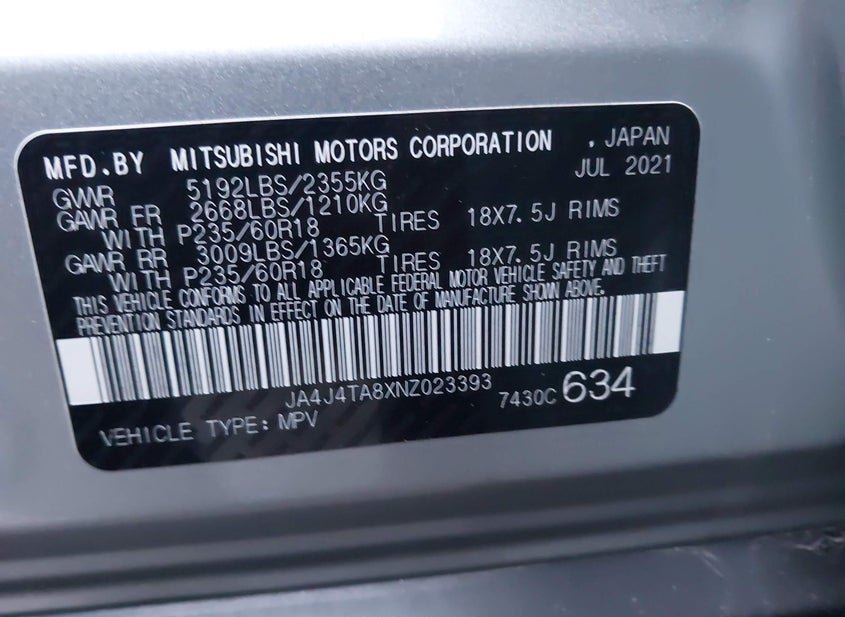 MFD.BY MITSUBISHI MOTORS CORPORATION . JAPAN
JUL 2021
GVWR 5192LBS/2355KG
GAWR FR 2668LBS/1210KG
WITH P235/60R18 TIRES 18X7.5J RIMS
GAWR RR 3009LBS/1365KG
WITH P235/60R18 TIRES 18X7.5J RIMS
THIS VEHICLE CONFORMS TO ALL APPLICABLE FEDERAL MOTOR VEHICLE SAFETY AND THEFT
PREVENTION STANDARDS IN EFFECT ON THE DATE OF MANUFACTURE SHOWN ABOVE.
JA4J4TA8XNZ023393
7430C 634
VEHICLE TYPE: MPV